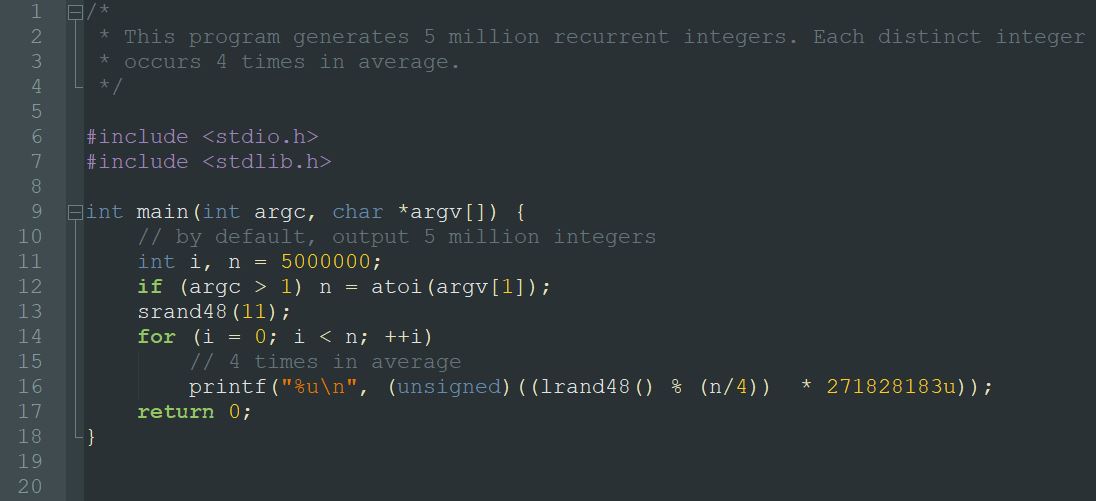 1 /*
2 * This program generates 5 million recurrent integers. Each distinct integer
3 * occurs 4 times in average.
4 */
5
6 #include <stdio.h>
7 #include <stdlib.h>
8
9 int main(int argc, char *argv[]) {
10 // by default, output 5 million integers
11 int i, n = 5000000;
12 if (argc > 1) n = atoi(argv[1]);
13 srand48(11);
14 for (i = 0; i < n; ++i)
15 // 4 times in average
16 printf("%u\n", (unsigned)((lrand48() % (n/4))  * 271828183u));
17 return 0;
18 }
19
20